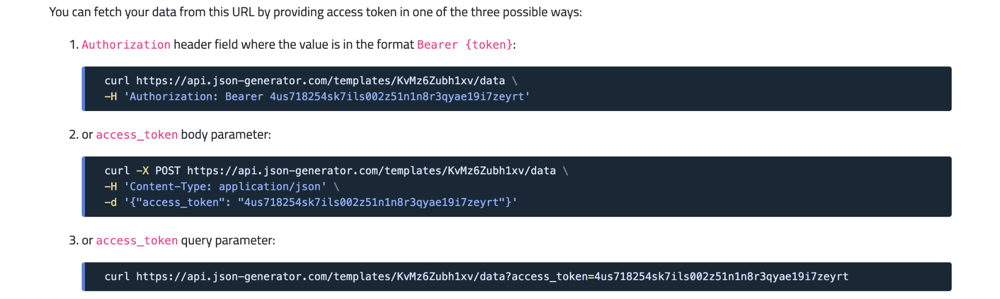 You can fetch your data from this URL by providing access token in one of the three possible ways:
1. Authorization header field where the value is in the format Bearer {token}:
curl https://api.json-generator.com/templates/KvMz6Zubh1xv/data \
-H 'Authorization: Bearer 4us718254sk7ils002z51n1n8r3qyae19i7zeyrt'
2. or access_token body parameter:
curl -X POST https://api.json-generator.com/templates/KvMz6Zubh1xv/data \
-H 'Content-Type: application/json' \
-d '{"access_token": "4us718254sk7ils002z51n1n8r3qyae19i7zeyrt"}'
3. or access_token query parameter:
curl https://api.json-generator.com/templates/KvMz6Zubh1xv/data?access_token=4us718254sk7ils002z51n1n8r3qyae19i7zeyrt